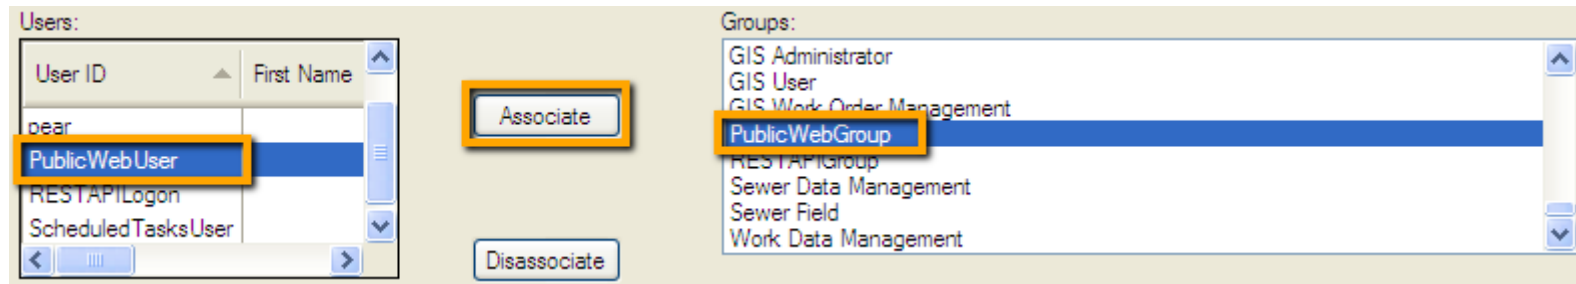 Users:
User ID First Name
pear
PublicWebUser
RESTAPILogon
ScheduledTasksUser
Associate
Disassociate
Groups:
GIS Administrator
GIS User
GIS Work Order Management
PublicWebGroup
RESTAPIGroup
Sewer Data Management
Sewer Field
Work Data Management